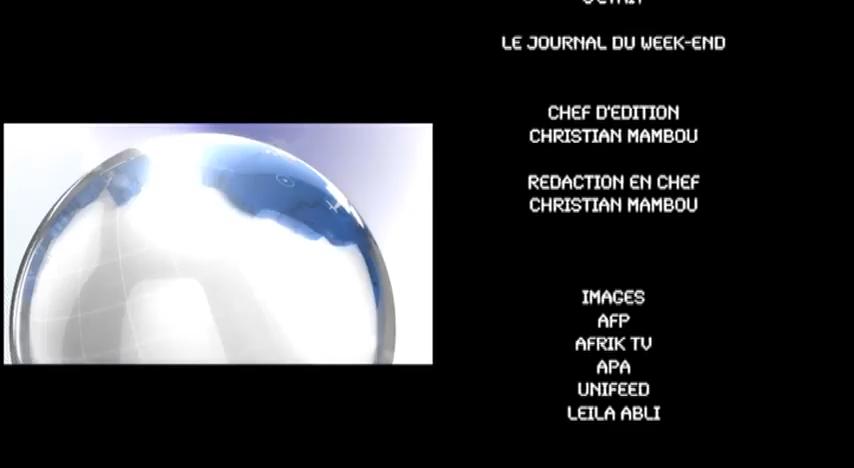 C'ÉTAIT
LE JOURNAL DU WEEK-END
CHEF D'EDITION
CHRISTIAN MAMBOU
REDACTION EN CHEF
CHRISTIAN MAMBOU
IMAGES
AFP
AFRIK TV
APA
UNIFEED
LEILA ABLI